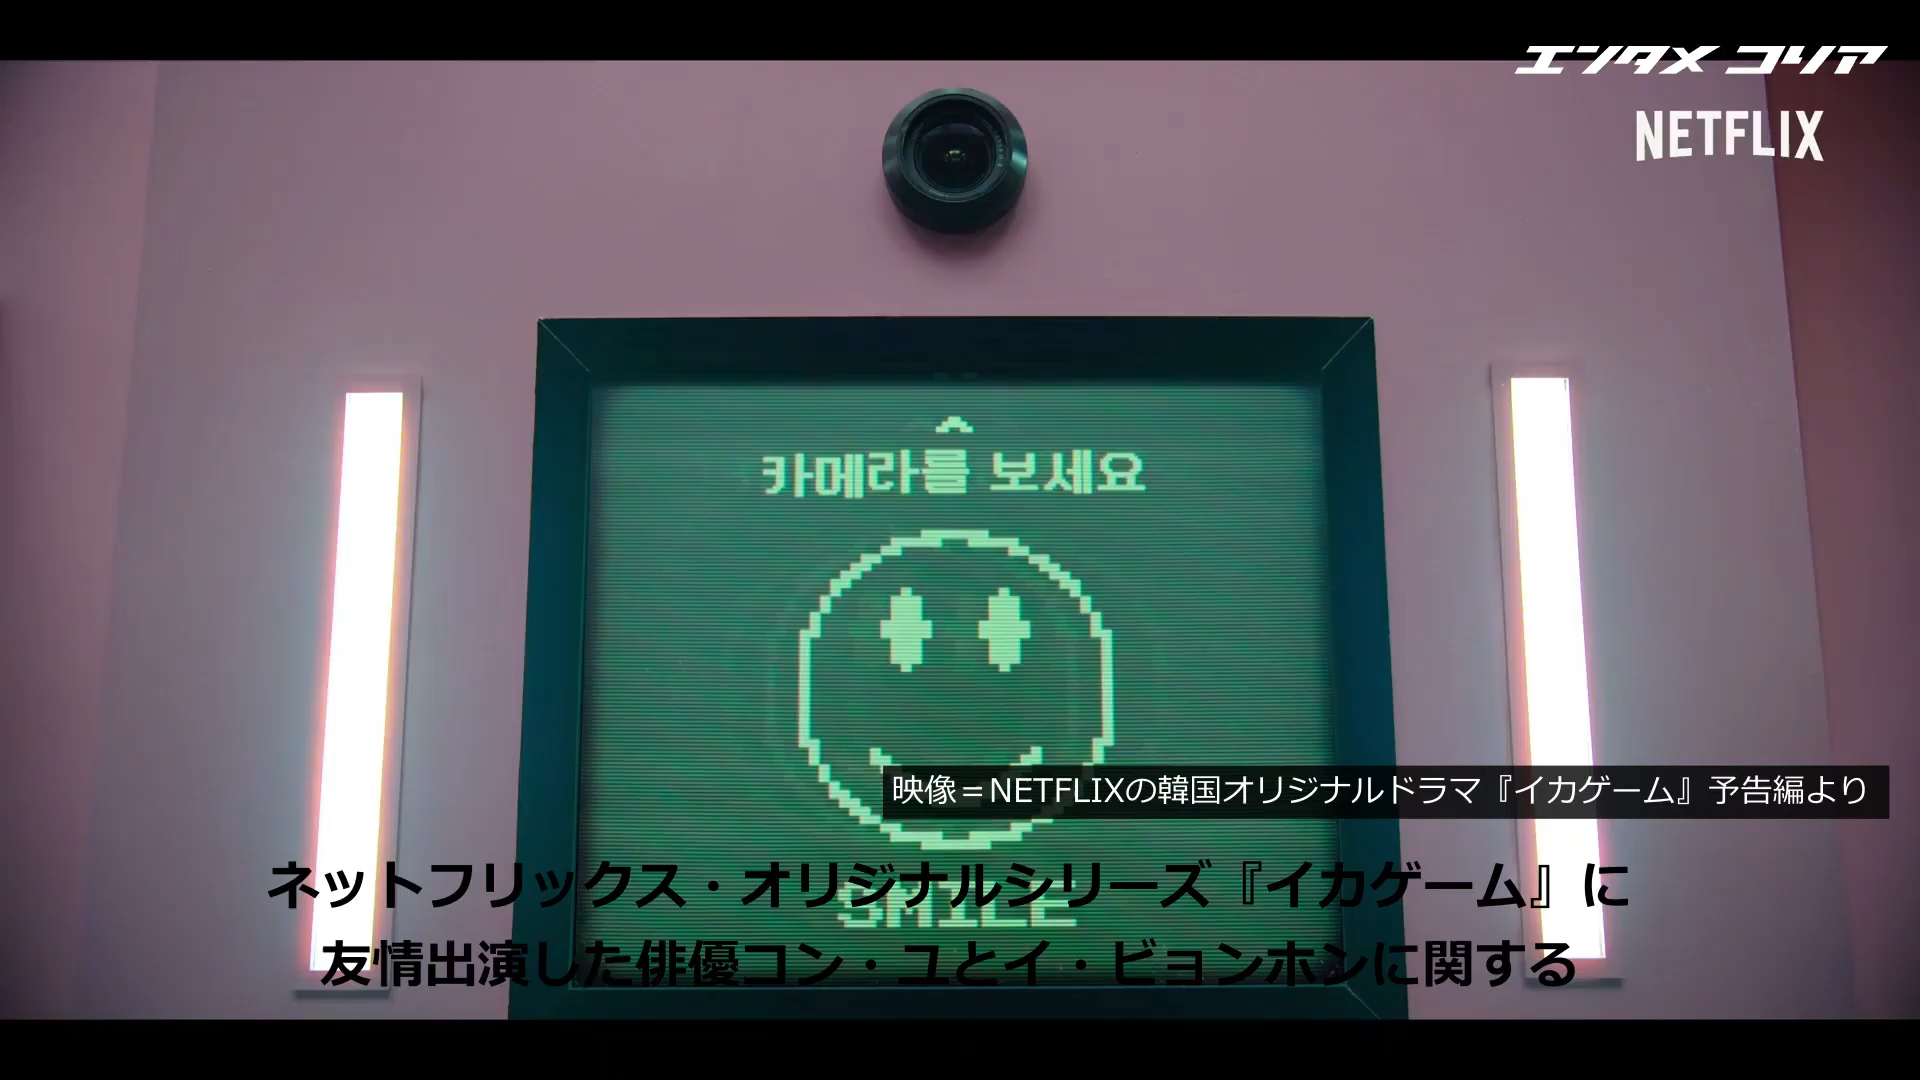 エンタメ コリア
NETFLIX
카메라를 보세요
映像＝NETFLIXの韓国オリジナルドラマ『イカゲーム』予告編より
SMILE
ネットフリックス・オリジナルシリーズ『イカゲーム』に
友情出演した俳優コン・ユとイ・ビョンホンに関する